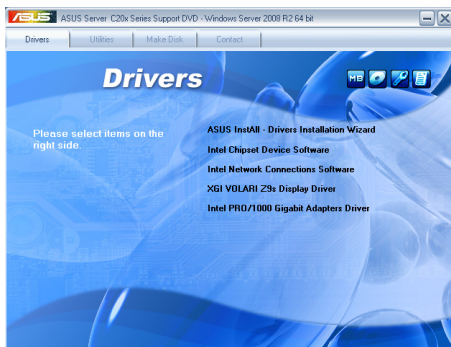 ASUS ASUS Server C20x Series Support DVD - Windows Server 2008 R2 64 bit
Drivers Utilities Make Disk Contact
Drivers
MB
Please select items on the
right side.
ASUS InstAll - Drivers Installation Wizard
Intel Chipset Device Software
Intel Network Connections Software
XGI VOLARI Z9s Display Driver
Intel PRO/1000 Gigabit Adapters Driver